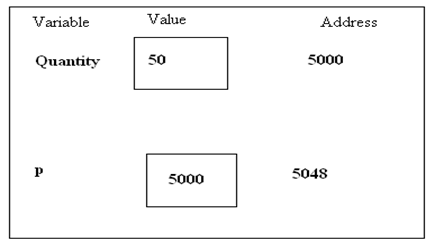 Variable Value Address
Quantity 50 5000
P 5000 5048